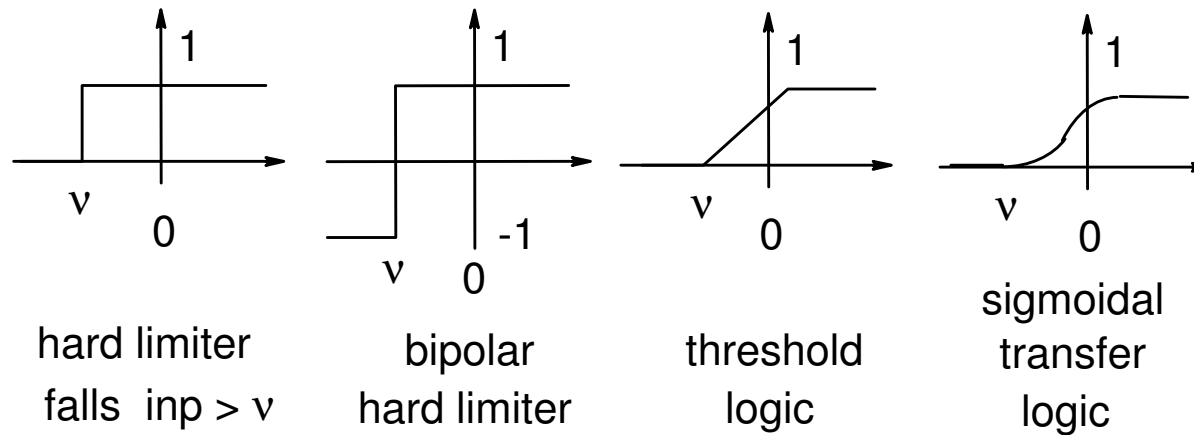 1
ν
0
hard limiter
falls inp > ν
1
ν
-1
0
bipolar
hard limiter
1
ν
0
threshold
logic
1
ν
0
sigmoidal
transfer
logic